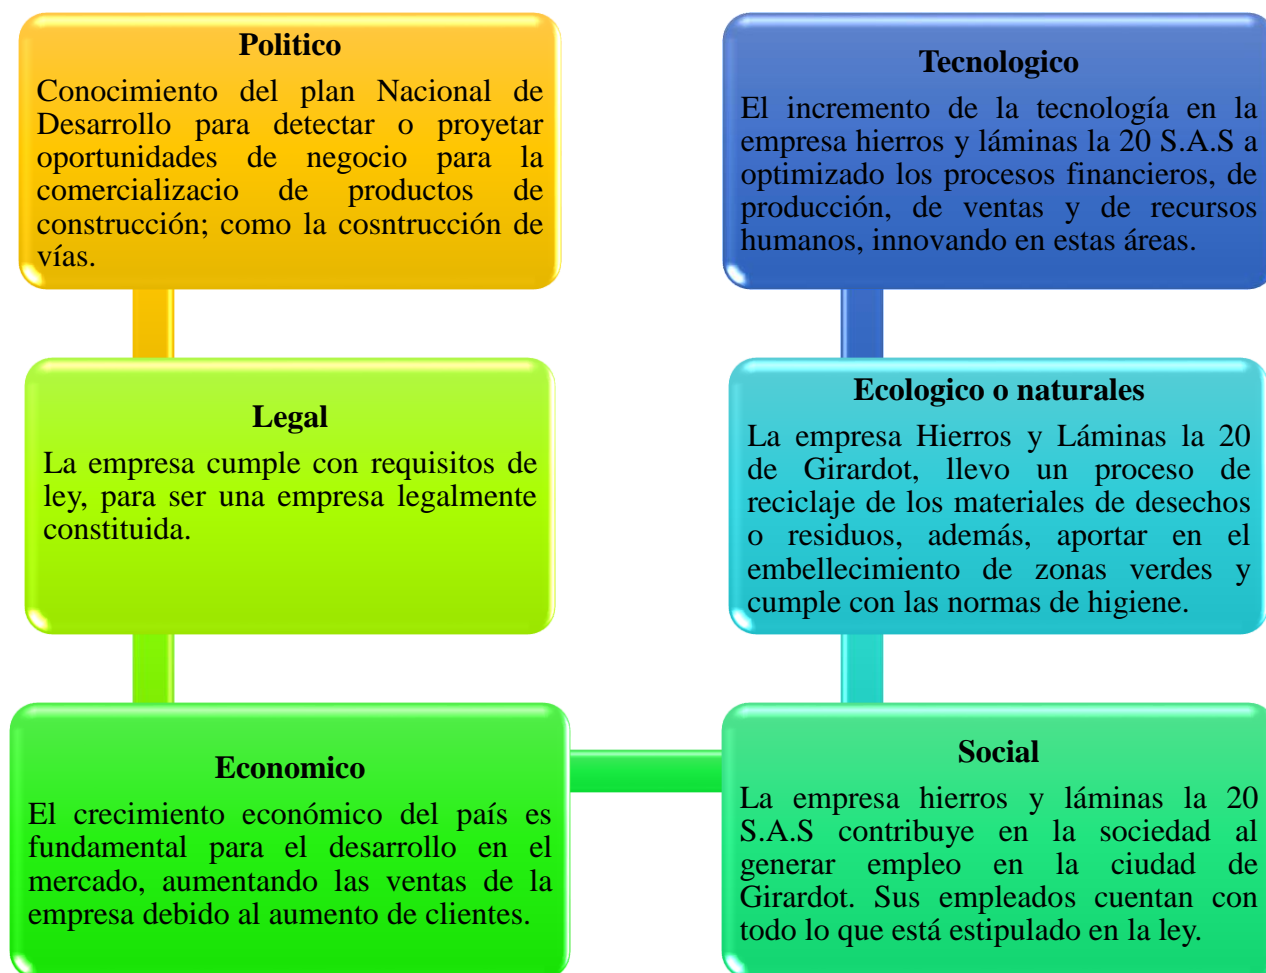 Politico
Conocimiento del plan Nacional de
Desarrollo para detectar o proyetar
oportunidades de negocio para la
comercializacio de productos de
construcción; como la cosntrucción de
vías.
Legal
La empresa cumple con requisitos de
ley, para ser una empresa legalmente
constituida.
Economico
El crecimiento económico del país es
fundamental para el desarrollo en el
mercado, aumentando las ventas de la
empresa debido al aumento de clientes.
Social
La empresa hierros y láminas la 20
S.A.S contribuye en la sociedad al
generar empleo en la ciudad de
Girardot. Sus empleados cuentan con
todo lo que está estipulado en la ley.
Ecologico o naturales
La empresa Hierros y Láminas la 20
de Girardot, llevo un proceso de
reciclaje de los materiales de desechos
o residuos, además, aportar en el
embellecimiento de zonas verdes y
cumple con las normas de higiene.
Tecnologico
El incremento de la tecnología en la
empresa hierros y láminas la 20 S.A.S a
optimizado los procesos financieros, de
producción, de ventas y de recursos
humanos, innovando en estas áreas.